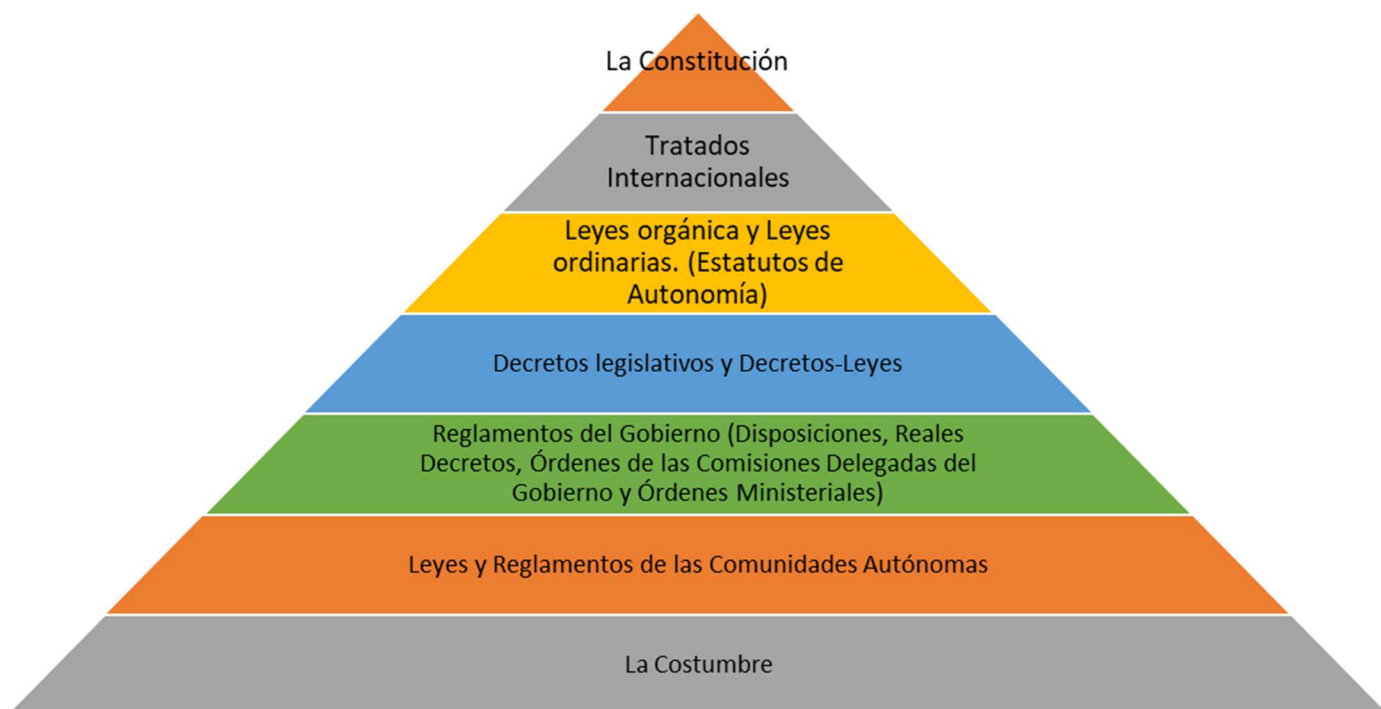 La Constitución
Tratados
Internacionales
Leyes orgánica y Leyes
ordinarias. (Estatutos de
Autonomía)
Decretos legislativos y Decretos-Leyes
Reglamentos del Gobierno (Disposiciones, Reales
Decretos, Órdenes de las Comisiones Delegadas del
Gobierno y Órdenes Ministeriales)
Leyes y Reglamentos de las Comunidades Autónomas
La Costumbre